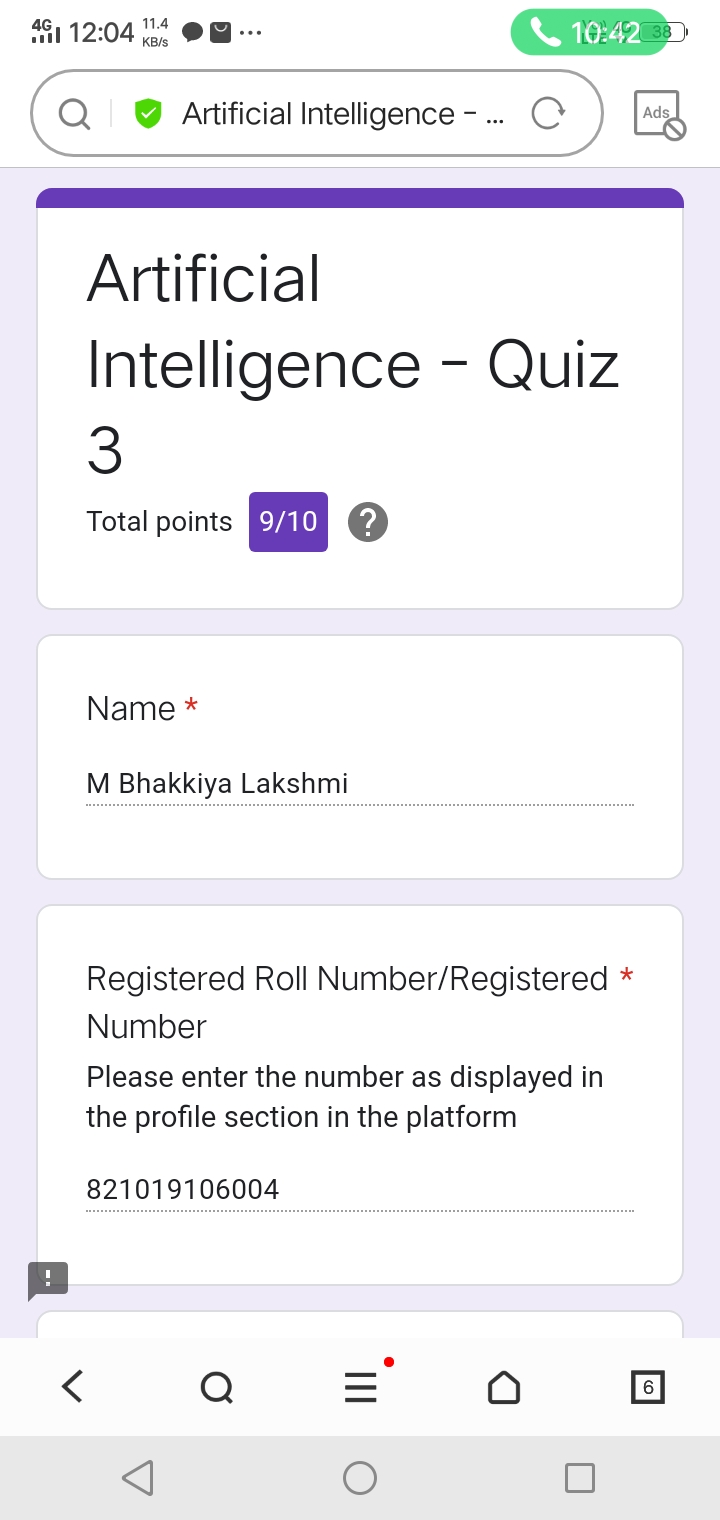 4G 12:04 11.4 KB/s ... 10:42 38
Artificial Intelligence - ...
Ads
Artificial
Intelligence - Quiz
3
Total points 9/10 ?
Name *
M Bhakkiya Lakshmi
Registered Roll Number/Registered *
Number
Please enter the number as displayed in
the profile section in the platform
821019106004
!
6